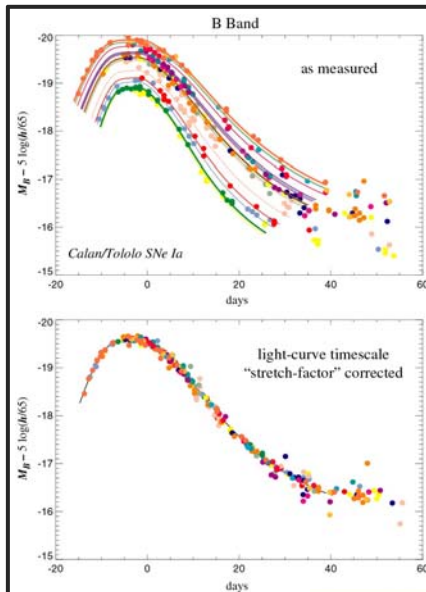 B Band
as measured
-20
-19
-18
-17
-16
-15
M_B – 5 log(h/65)
Calan/Tololo SNe Ia
-20
0
20
40
60
days
light-curve timescale
“stretch-factor” corrected
-20
-19
-18
-17
-16
-15
M_B – 5 log(h/65)
-20
0
20
40
60
days